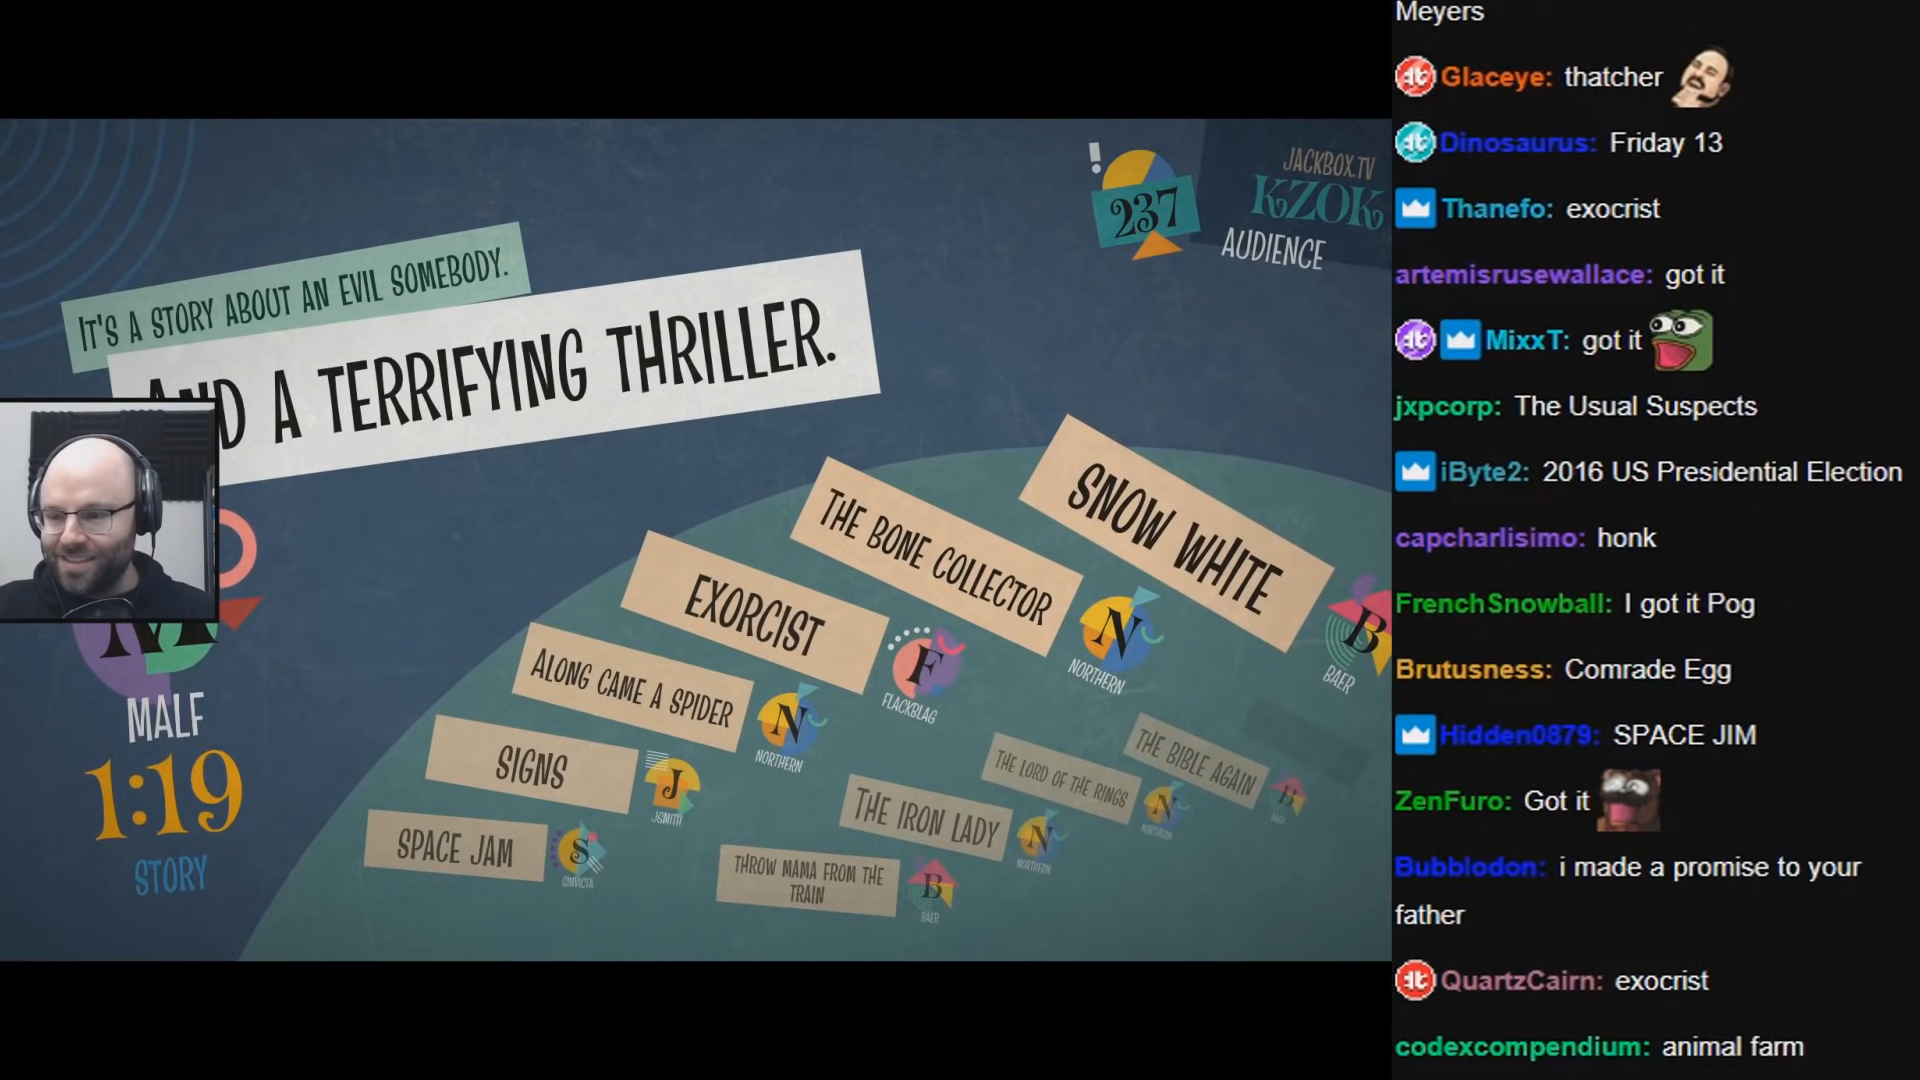 IT'S A STORY ABOUT AN EVIL SOMEBODY.
AND A TERRIFYING THRILLER.
!
237
JACKBOX.TV
KZOK
AUDIENCE
SNOW WHITE
B
BAER
THE BONE COLLECTOR
N
NORTHERN
EXORCIST
F
FLACKBLAG
ALONG CAME A SPIDER
N
NORTHERN
SIGNS
J
JSMITH
SPACE JAM
S
SINVICTA
THE BIBLE AGAIN
B
BAER
THE LORD OF THE RINGS
N
NORTHERN
THE IRON LADY
N
NORTHERN
THROW MAMA FROM THE
TRAIN
B
BAER
M
MALF
1:19
STORY
Meyers
Glaceye: thatcher
Dinosaurus: Friday 13
Thanefo: exocrist
artemisrusewallace: got it
MixxT: got it
jxpcorp: The Usual Suspects
iByte2: 2016 US Presidential Election
capcharlisimo: honk
FrenchSnowball: I got it Pog
Brutusness: Comrade Egg
Hidden0879: SPACE JIM
ZenFuro: Got it
Bubblodon: i made a promise to your
father
QuartzCairn: exocrist
codexcompendium: animal farm